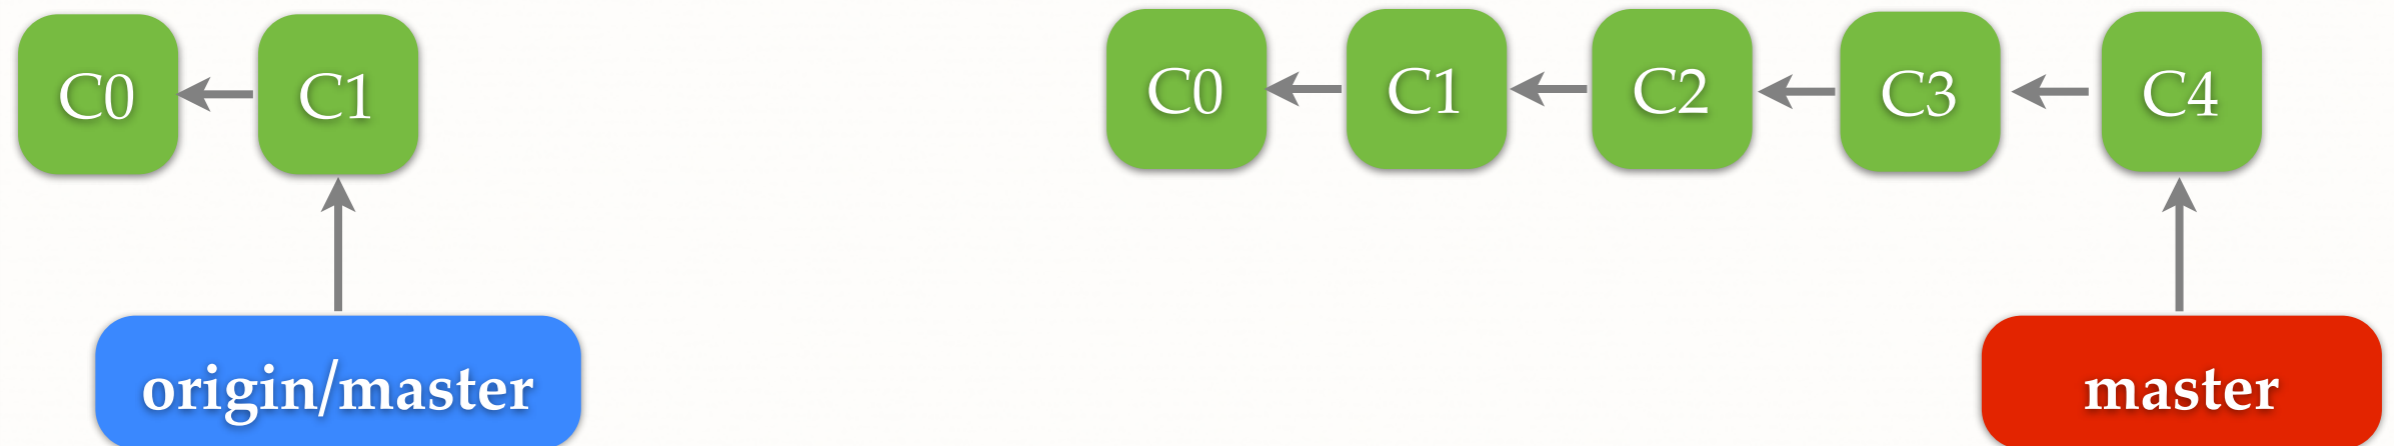 C0 C1 C0 C1 C2 C3 C4
origin/master master